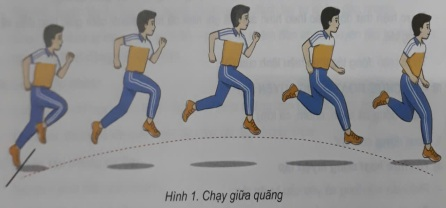 Hình 1. Chạy giữa quãng